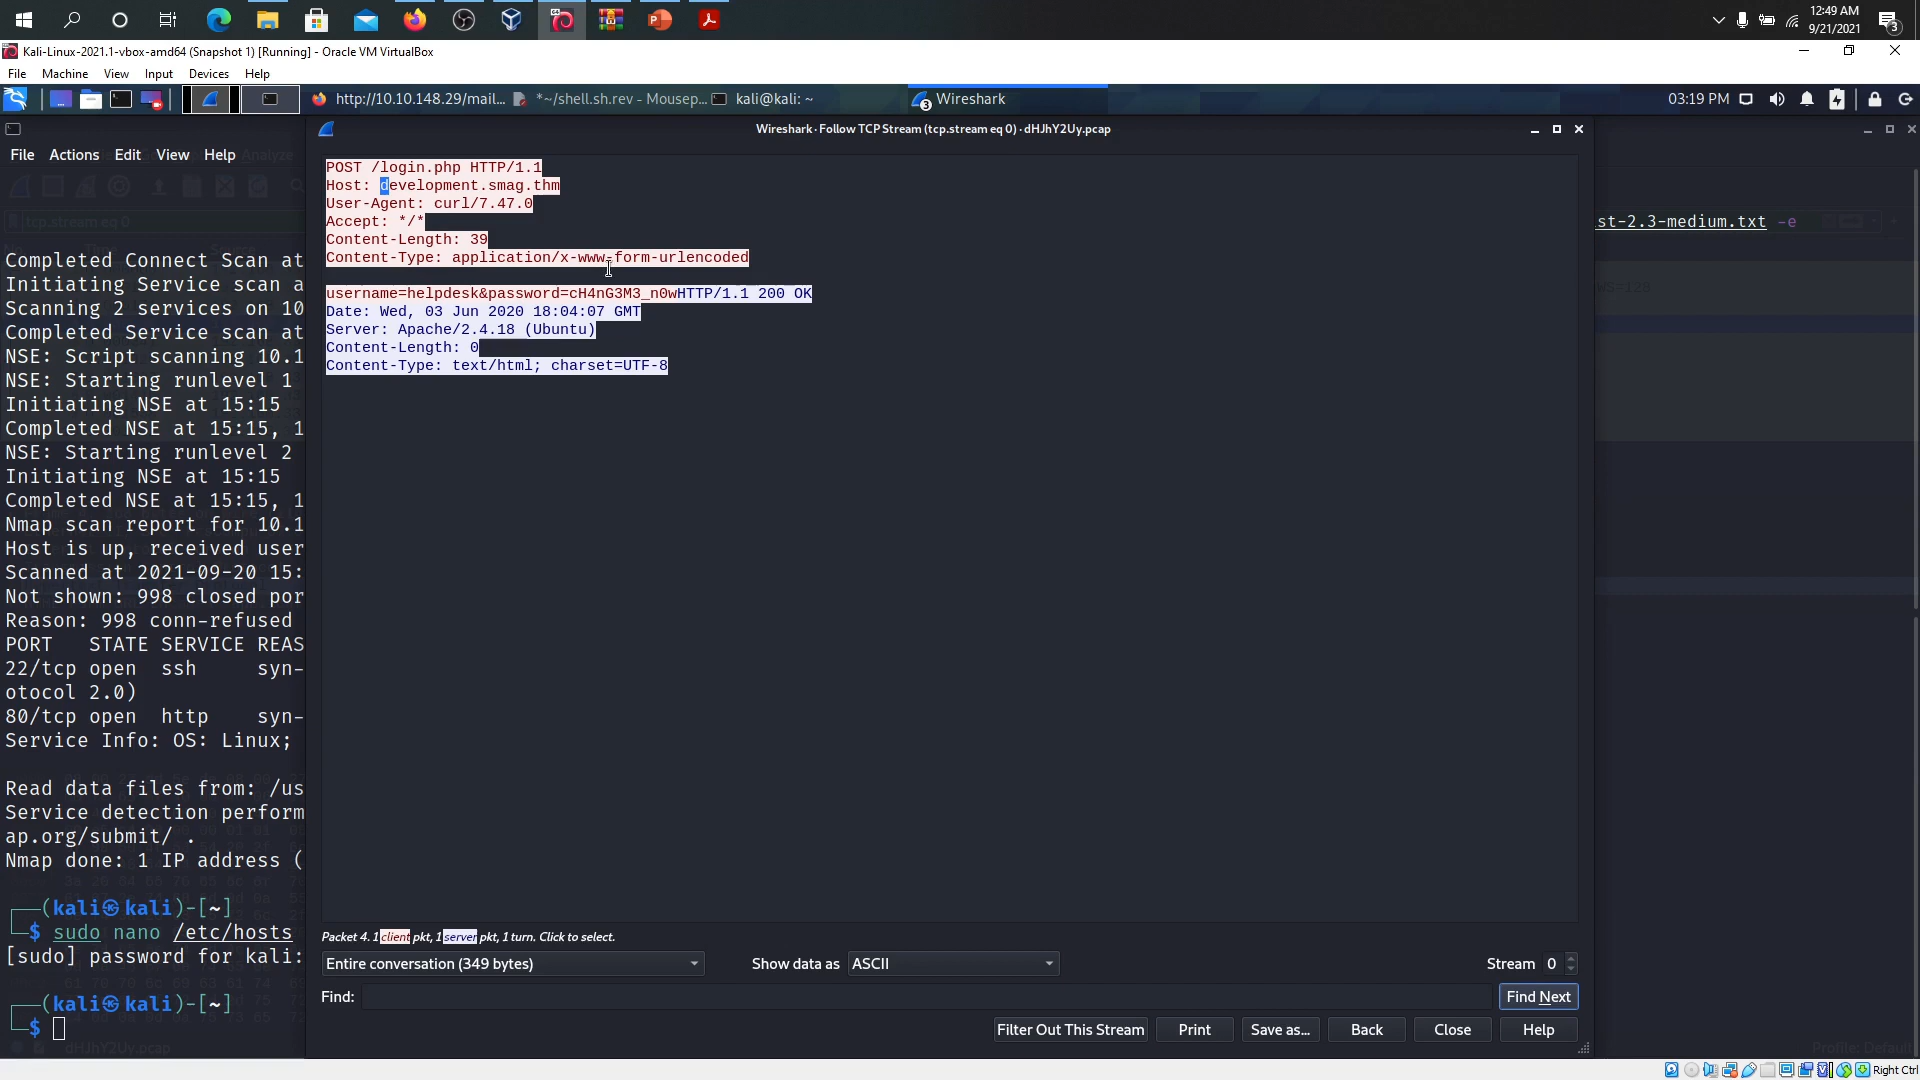 12:49 AM
9/21/2021
3
Kali-Linux-2021.1-vbox-amd64 (Snapshot 1) [Running] - Oracle VM VirtualBox
File Machine View Input Devices Help
http://10.10.148.29/mail...
*~/shell.sh.rev - Mousep...
kali@kali: ~
3
Wireshark
03:19 PM
Wireshark · Follow TCP Stream (tcp.stream eq 0) · dHJhY2Uy.pcap
File Actions Edit View Help
Analyze
tcp.stream eq 0
st-2.3-medium.txt -e
POST /login.php HTTP/1.1
Host: development.smag.thm
User-Agent: curl/7.47.0
Accept: */*
Content-Length: 39
Content-Type: application/x-www-form-urlencoded
username=helpdesk&password=cH4nG3M3_n0wHTTP/1.1 200 OK
Date: Wed, 03 Jun 2020 18:04:07 GMT
Server: Apache/2.4.18 (Ubuntu)
Content-Length: 0
Content-Type: text/html; charset=UTF-8
Completed Connect Scan at
Initiating Service scan a
Scanning 2 services on 10
Completed Service scan at
NSE: Script scanning 10.1
NSE: Starting runlevel 1
Initiating NSE at 15:15
Completed NSE at 15:15, 1
NSE: Starting runlevel 2
Initiating NSE at 15:15
Completed NSE at 15:15, 1
Nmap scan report for 10.1
Host is up, received user
Scanned at 2021-09-20 15:
Not shown: 998 closed por
Reason: 998 conn-refused
PORT STATE SERVICE REAS
22/tcp open ssh syn-
otocol 2.0)
80/tcp open http syn-
Service Info: OS: Linux;
Read data files from: /us
Service detection perform
ap.org/submit/ .
Nmap done: 1 IP address (
(kali㉿kali)-[~]
$ sudo nano /etc/hosts
[sudo] password for kali:
(kali㉿kali)-[~]
$
dHJhY2Uy.pcap
Packet 4. 1 client pkt, 1 server pkt, 1 turn. Click to select.
Entire conversation (349 bytes)
Show data as ASCII
Stream 0
Find:
Find Next
Filter Out This Stream
Print
Save as...
Back
Close
Help
Profile: Default
Right Ctrl